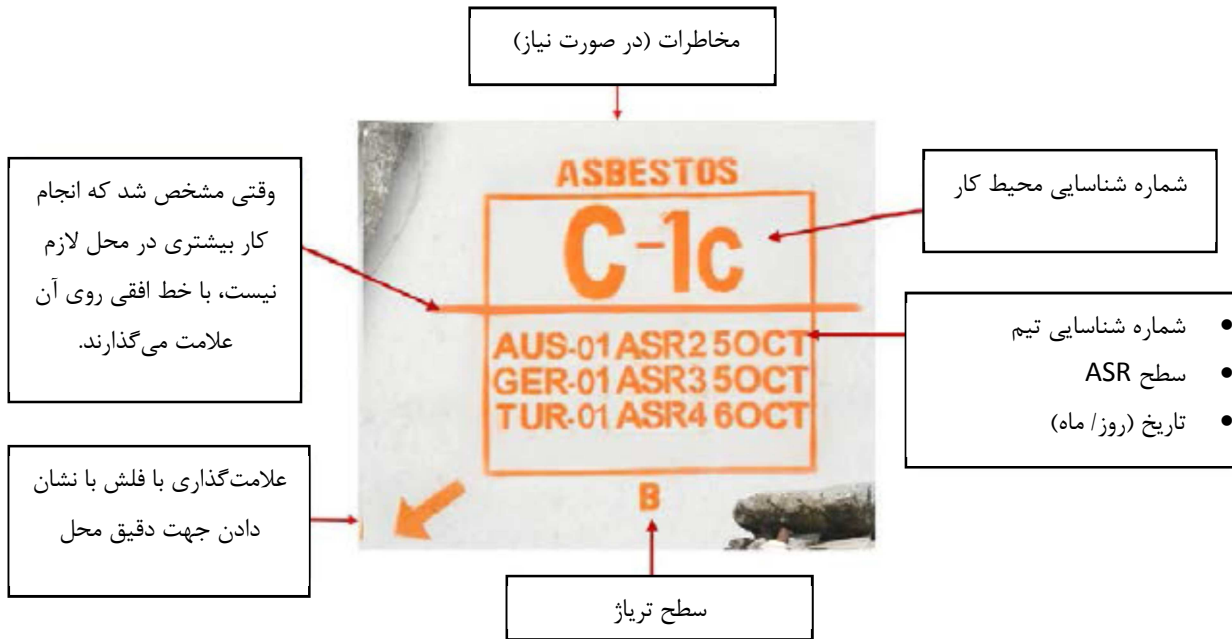 مخاطرات (در صورت نیاز)
وقتی مشخص شد که انجام
کار بیشتری در محل لازم
نیست، با خط افقی روی آن
علامت می‌گذارند.
شماره شناسایی محیط کار
ASBESTOS
C-1c
AUS-01 ASR2 5OCT
GER-01 ASR3 5OCT
TUR-01 ASR4 6OCT
B
• شماره شناسایی تیم
• سطح ASR
• تاریخ (روز/ ماه)
علامت‌گذاری با فلش با نشان
دادن جهت دقیق محل
سطح تریاژ